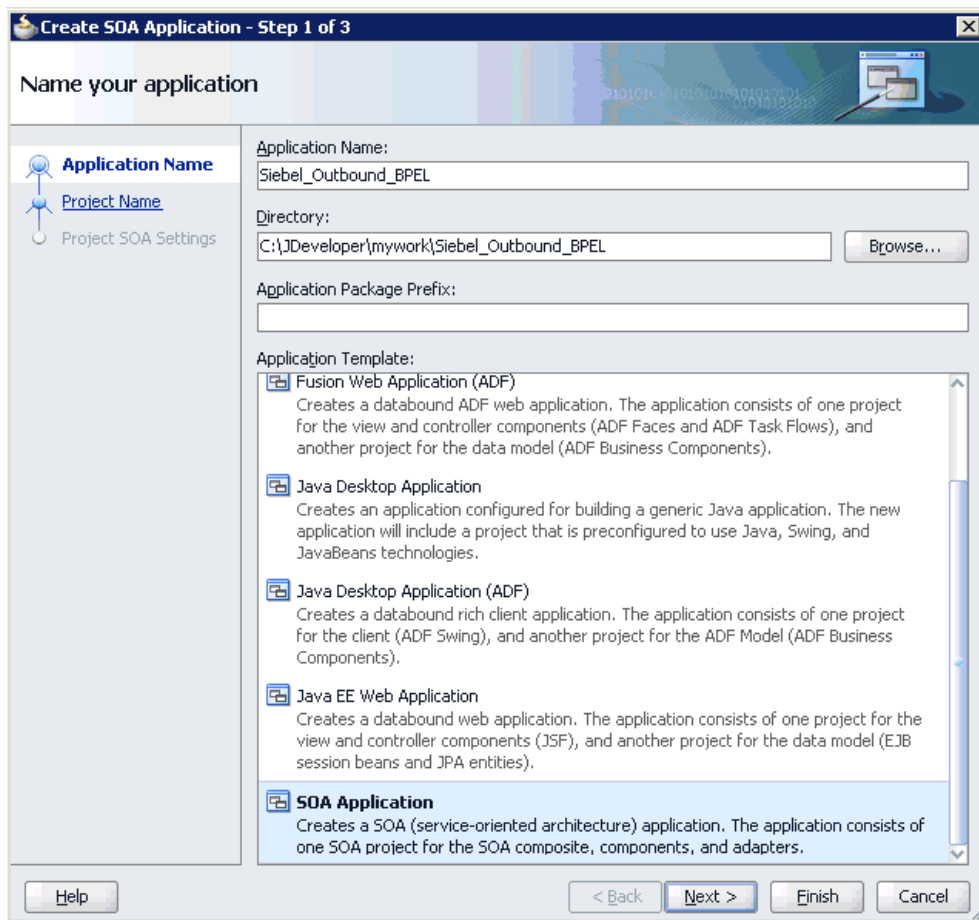 Create SOA Application - Step 1 of 3
Name your application
Application Name
Project Name
Project SOA Settings
Application Name:
Siebel_Outbound_BPEL
Directory:
C:\JDeveloper\mywork\Siebel_Outbound_BPEL
Browse...
Application Package Prefix:
Application Template:
Fusion Web Application (ADF)
Creates a databound ADF web application. The application consists of one project
for the view and controller components (ADF Faces and ADF Task Flows), and
another project for the data model (ADF Business Components).
Java Desktop Application
Creates an application configured for building a generic Java application. The new
application will include a project that is preconfigured to use Java, Swing, and
JavaBeans technologies.
Java Desktop Application (ADF)
Creates a databound rich client application. The application consists of one project
for the client (ADF Swing), and another project for the ADF Model (ADF Business
Components).
Java EE Web Application
Creates a databound web application. The application consists of one project for the
view and controller components (JSF), and another project for the data model (EJB
session beans and JPA entities).
SOA Application
Creates a SOA (service-oriented architecture) application. The application consists of
one SOA project for the SOA composite, components, and adapters.
Help
< Back
Next >
Finish
Cancel